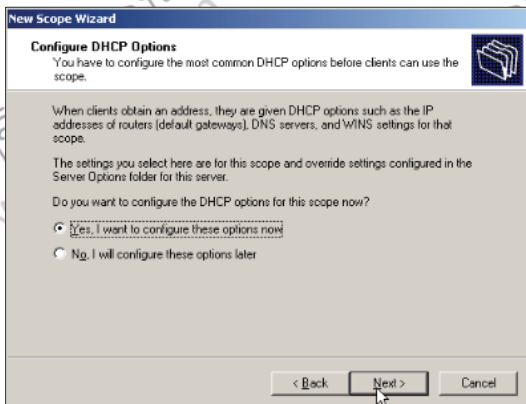 New Scope Wizard
Configure DHCP Options
You have to configure the most common DHCP options before clients can use the
scope.
When clients obtain an address, they are given DHCP options such as the IP
addresses of routers (default gateways), DNS servers, and WINS settings for that
scope.
The settings you select here are for this scope and override settings configured in the
Server Options folder for this server.
Do you want to configure the DHCP options for this scope now?
Yes, I want to configure these options now
No, I will configure these options later
< Back
Next >
Cancel